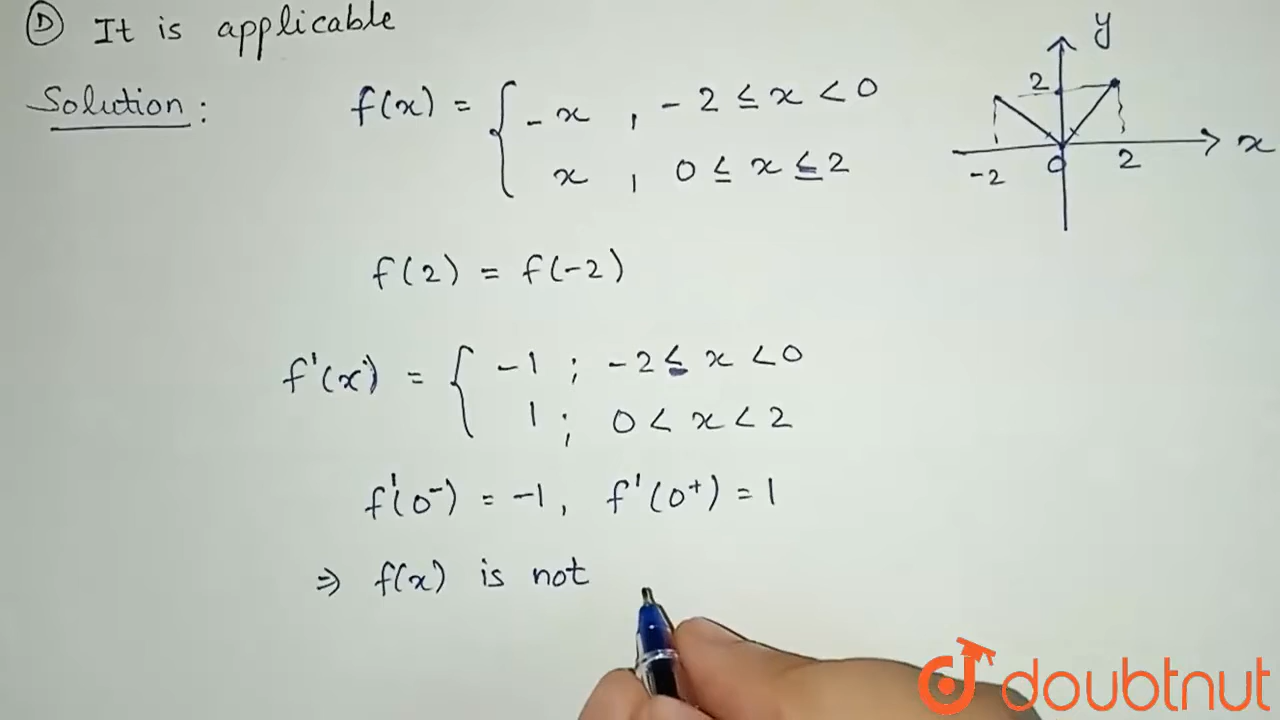 Ⓓ It is applicable
Solution :
f(x) = { -x , -2 ≤ x < 0
x , 0 ≤ x ≤ 2
y
2
0
-2
2
x
f(2) = f(-2)
f'(x) = { -1 ; -2 ≤ x < 0
1 ; 0 < x < 2
f'(0⁻) = -1 , f'(0⁺) = 1
⇒ f(x) is not
doubtnut